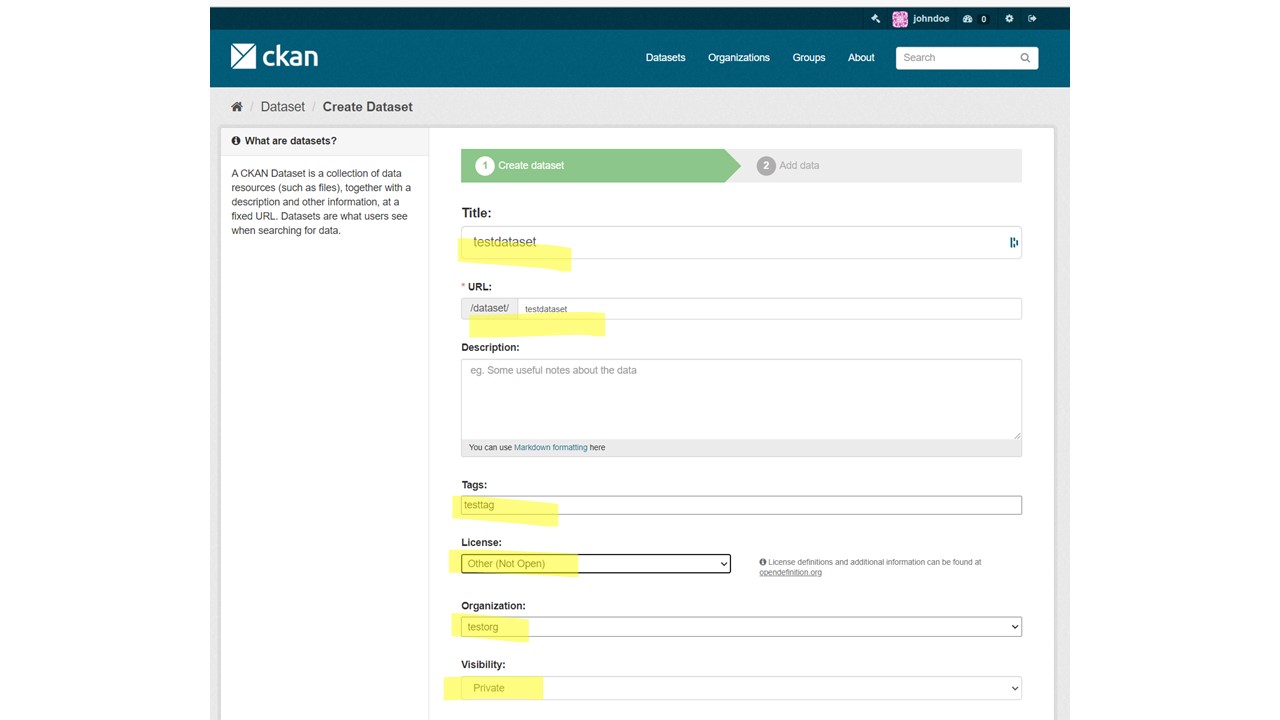 johndoe 0
ckan
Datasets Organizations Groups About Search
/ Dataset / Create Dataset
What are datasets?
A CKAN Dataset is a collection of data
resources (such as files), together with a
description and other information, at a
fixed URL. Datasets are what users see
when searching for data.
1 Create dataset
2 Add data
Title:
testdataset
* URL:
/dataset/ testdataset
Description:
eg. Some useful notes about the data
You can use Markdown formatting here
Tags:
testtag
License:
Other (Not Open)
License definitions and additional information can be found at
opendefinition.org
Organization:
testorg
Visibility:
Private